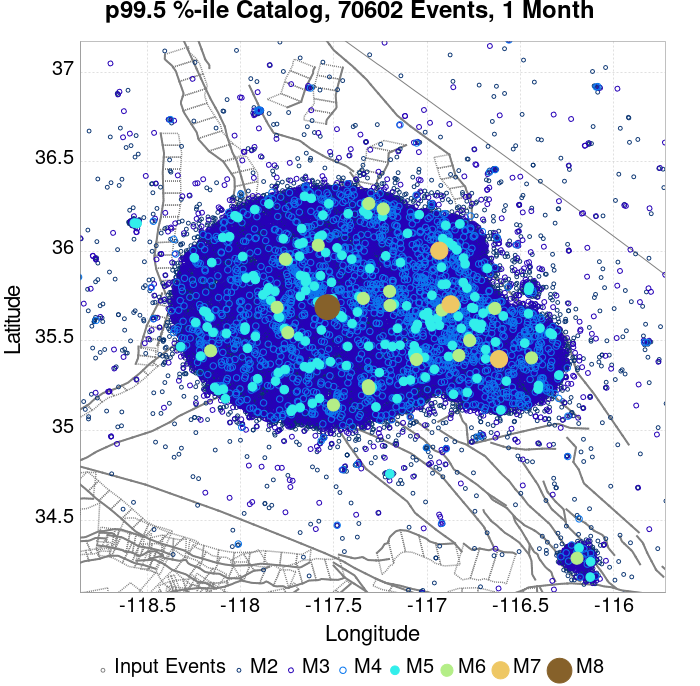 p99.5 %-ile Catalog, 70602 Events, 1 Month
37
36.5
36
35.5
35
34.5
Latitude
-118.5 -118 -117.5 -117 -116.5 -116
Longitude
Input Events M2 M3 M4 M5 M6 M7 M8